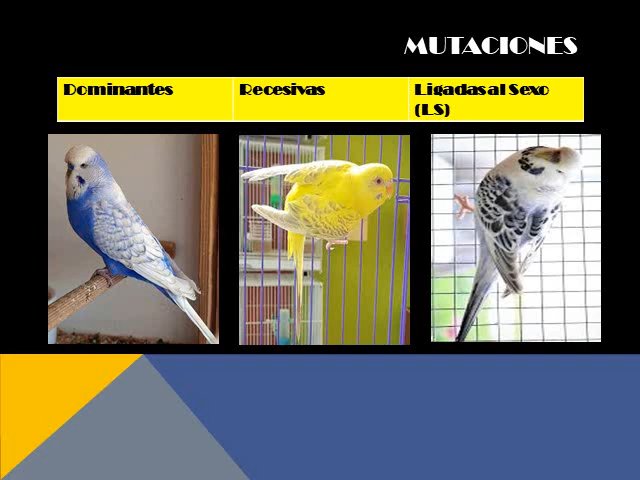 MUTACIONES
Dominantes
Recesivas
Ligadas al Sexo
(LS)